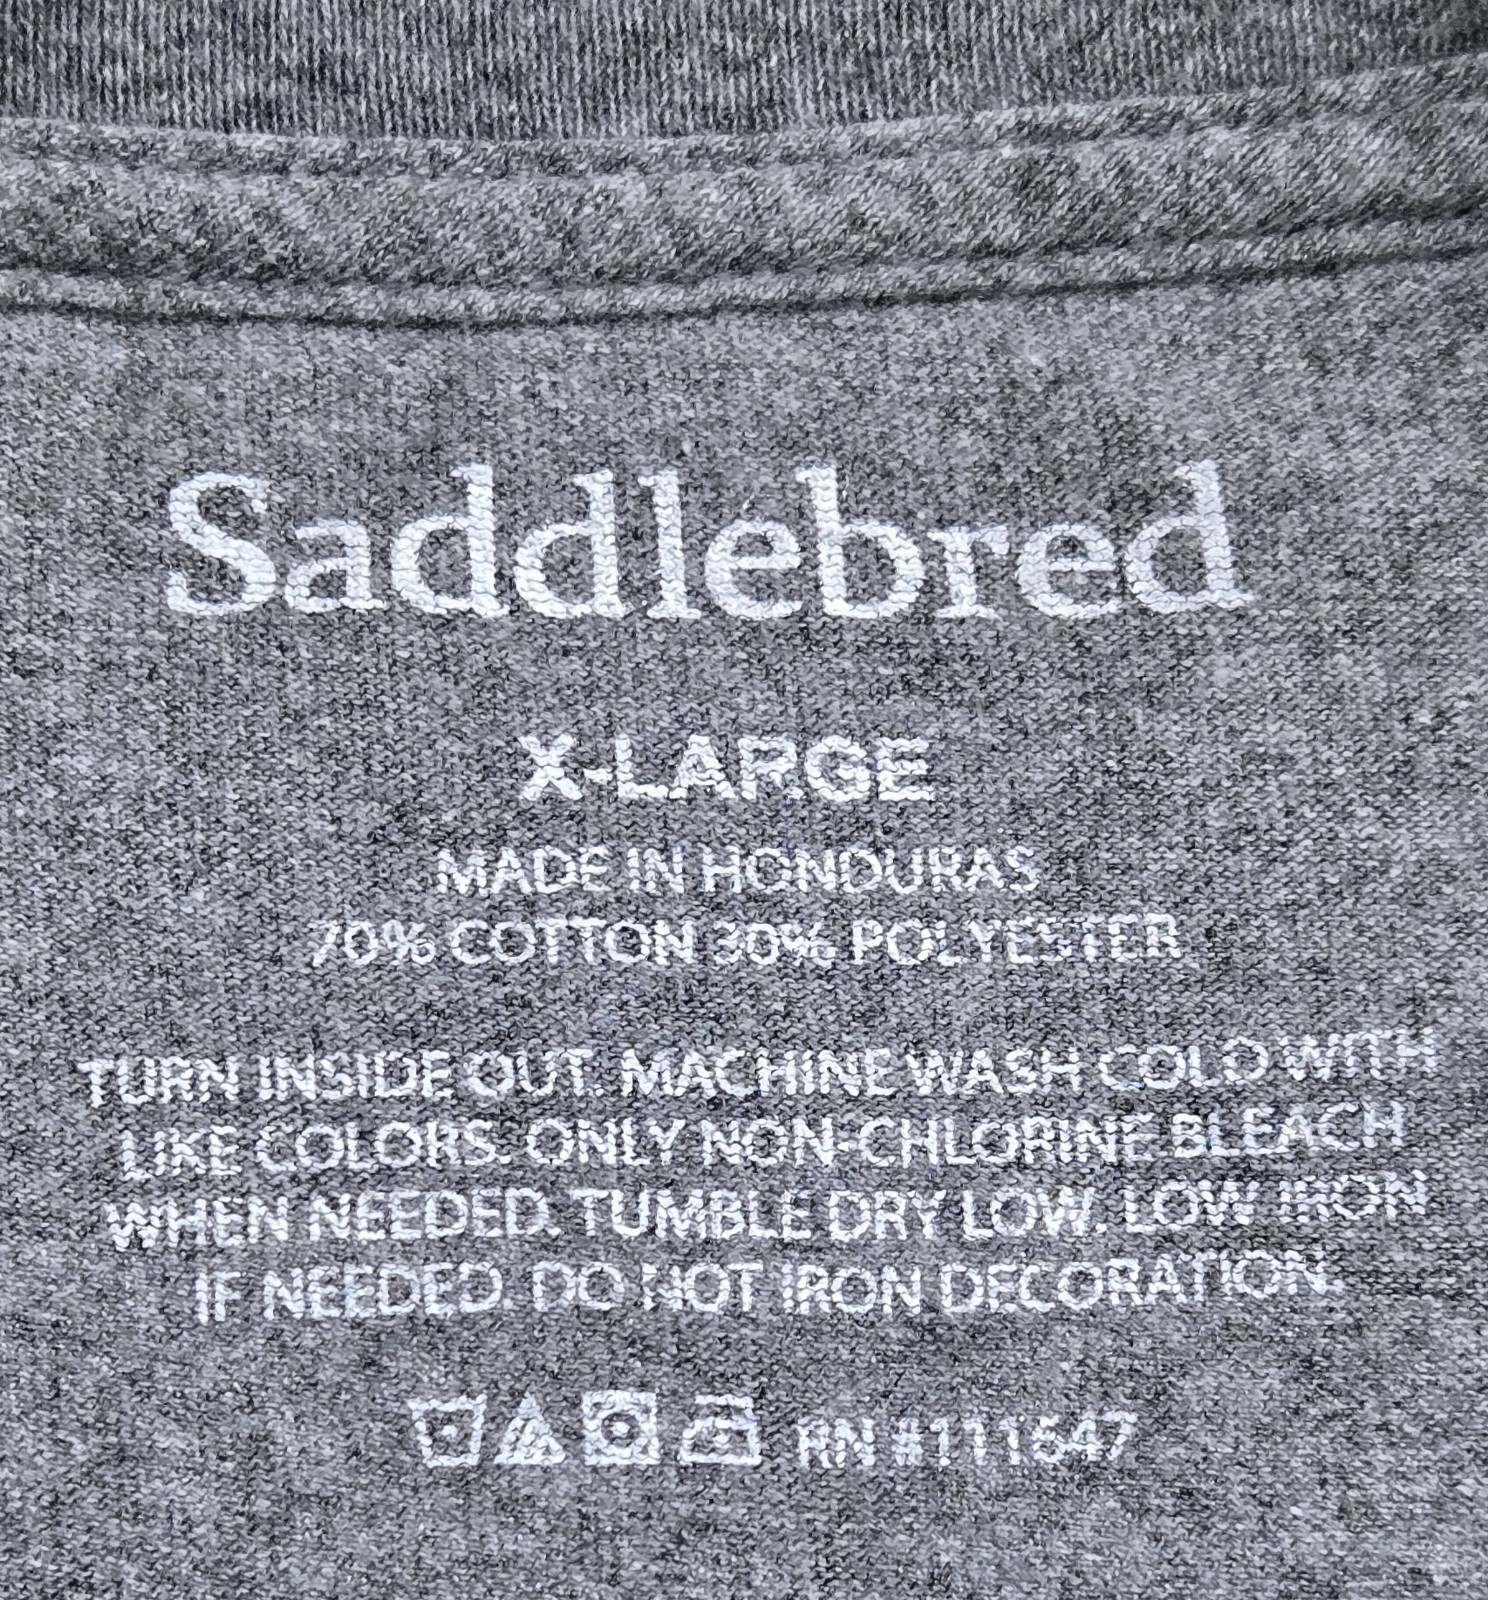 Saddlebred
X-LARGE
MADE IN HONDURAS
70% COTTON 30% POLYESTER
TURN INSIDE OUT. MACHINE WASH COLD WITH
LIKE COLORS. ONLY NON-CHLORINE BLEACH
WHEN NEEDED. TUMBLE DRY LOW. LOW IRON
IF NEEDED. DO NOT IRON DECORATION.
RN #111547